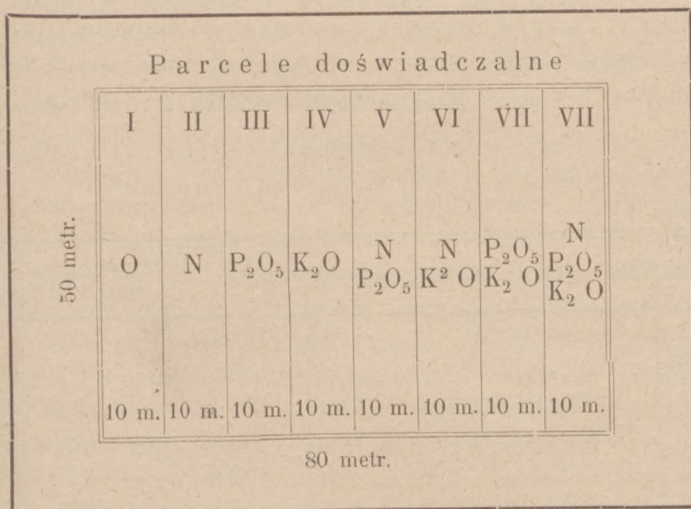 Parcele doświadczalne
I II III IV V VI VII VII
50 metr.
O N P₂O₅ K₂O N P₂O₅ N K² O P₂O₅ K₂ O N P₂O₅ K₂ O
10 m. 10 m. 10 m. 10 m. 10 m. 10 m. 10 m. 10 m.
80 metr.